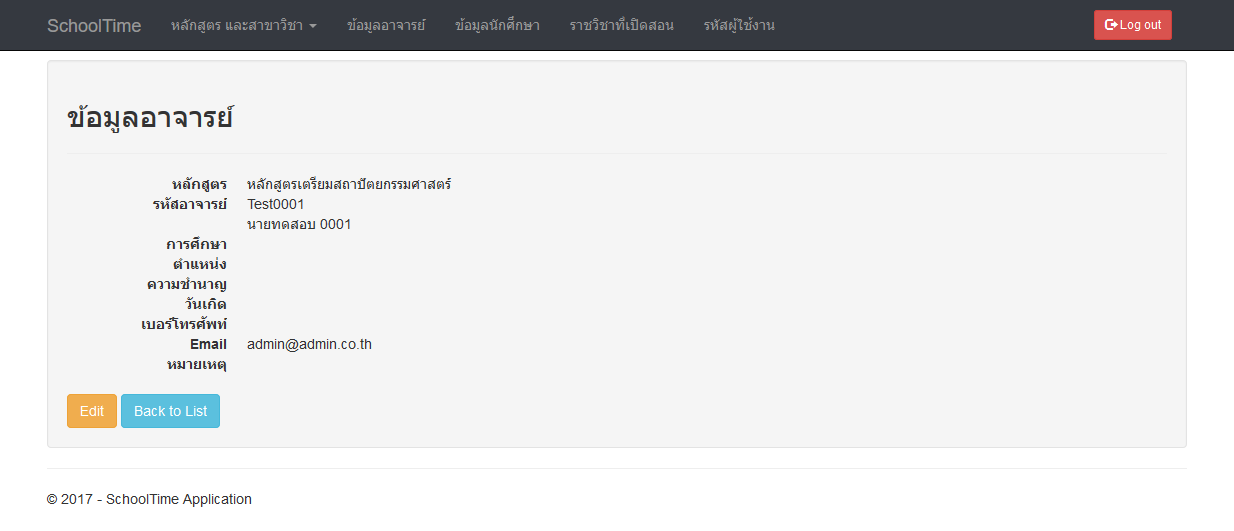 SchoolTime หลักสูตร และสาขาวิชา ข้อมูลอาจารย์ ข้อมูลนักศึกษา ราชวิชาที่เปิดสอน รหัสผู้ใช้งาน Log out
ข้อมูลอาจารย์
หลักสูตร หลักสูตรเตรียมสถาปัตยกรรมศาสตร์
รหัสอาจารย์ Test0001
นายทดสอบ 0001
การศึกษา
ตำแหน่ง
ความชำนาญ
วันเกิด
เบอร์โทรศัพท์
Email admin@admin.co.th
หมายเหตุ
Edit Back to List
© 2017 - SchoolTime Application